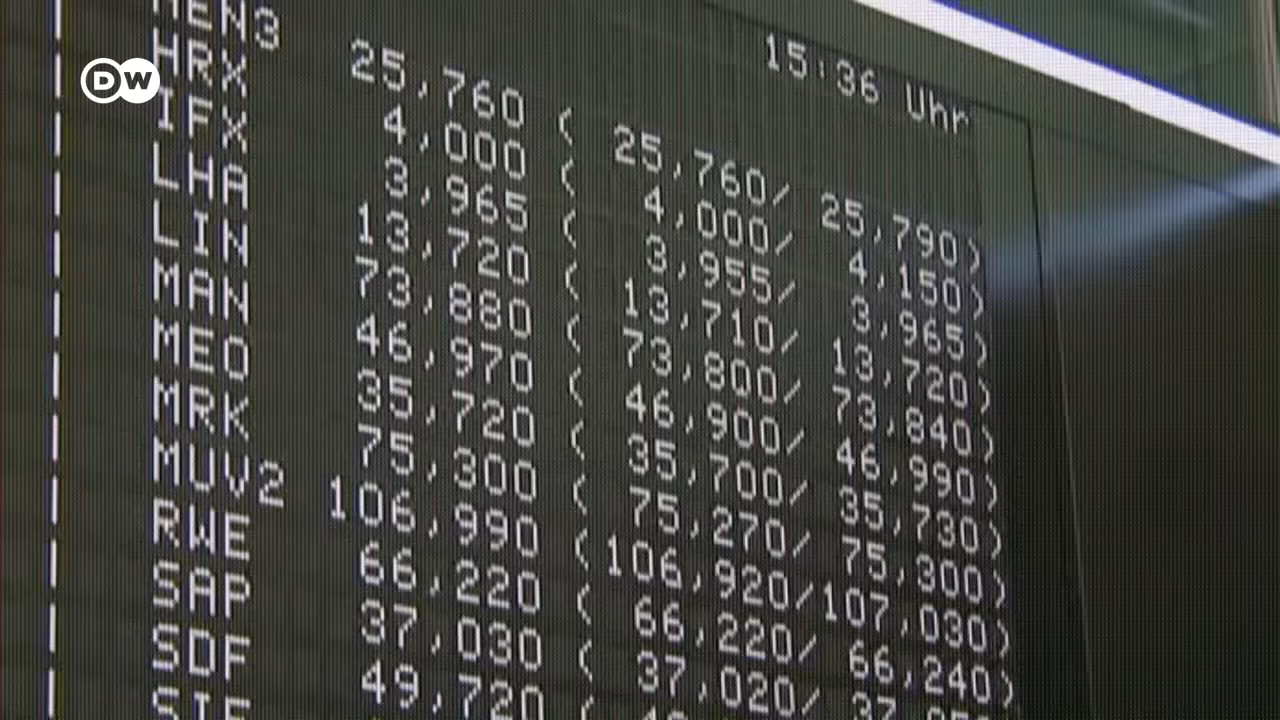 DW
15:36 Uhr
HEN3 25,760 ( 25,760/ 25,790)
HRX 4,000 ( 4,000/ 4,150)
IFX 3,965 ( 3,955/ 3,965)
LHA 13,720 ( 13,710/ 13,720)
LIN 73,880 ( 73,800/ 73,840)
MAN 46,970 ( 46,900/ 46,990)
MEO 35,720 ( 35,700/ 35,730)
MRK 75,300 ( 75,270/ 75,300)
MUV2 106,990 (106,920/107,030)
RWE 66,220 ( 66,220/ 66,240)
SAP 37,030 ( 37,020/
SDF 49,720
SIE